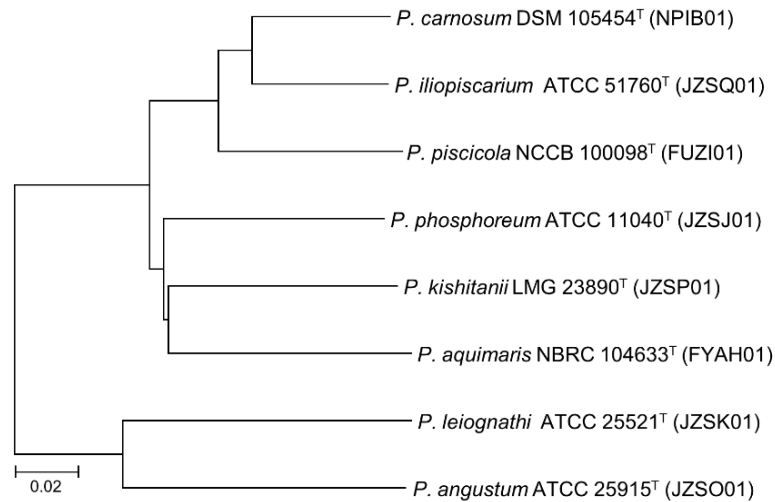 P. carnosum DSM 105454ᵀ (NPIB01)
P. iliopiscarium ATCC 51760ᵀ (JZSQ01)
P. piscicola NCCB 100098ᵀ (FUZI01)
P. phosphoreum ATCC 11040ᵀ (JZSJ01)
P. kishitanii LMG 23890ᵀ (JZSP01)
P. aquimaris NBRC 104633ᵀ (FYAH01)
P. leiognathi ATCC 25521ᵀ (JZSK01)
P. angustum ATCC 25915ᵀ (JZSO01)
0.02